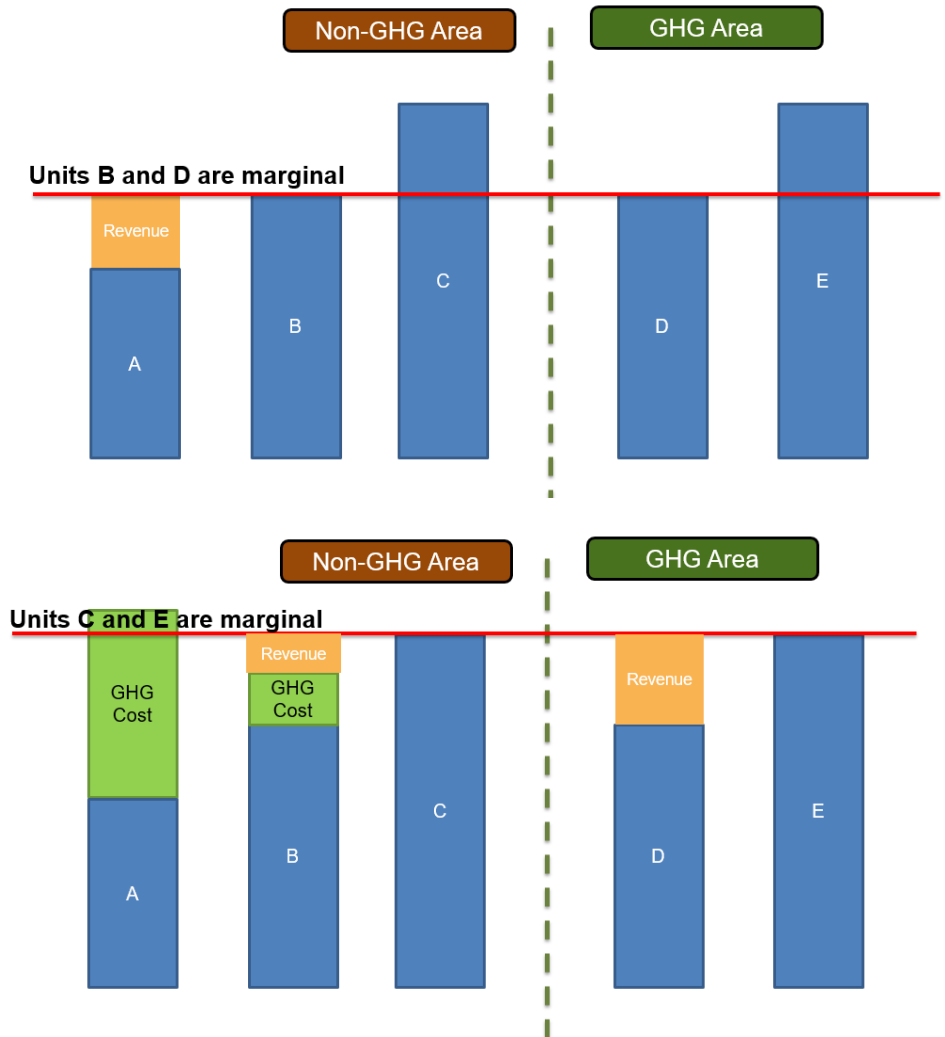 Non-GHG Area
GHG Area
Units B and D are marginal
Revenue
A
B
C
D
E
Non-GHG Area
GHG Area
Units C and E are marginal
GHG
Cost
A
Revenue
GHG
Cost
B
C
Revenue
D
E